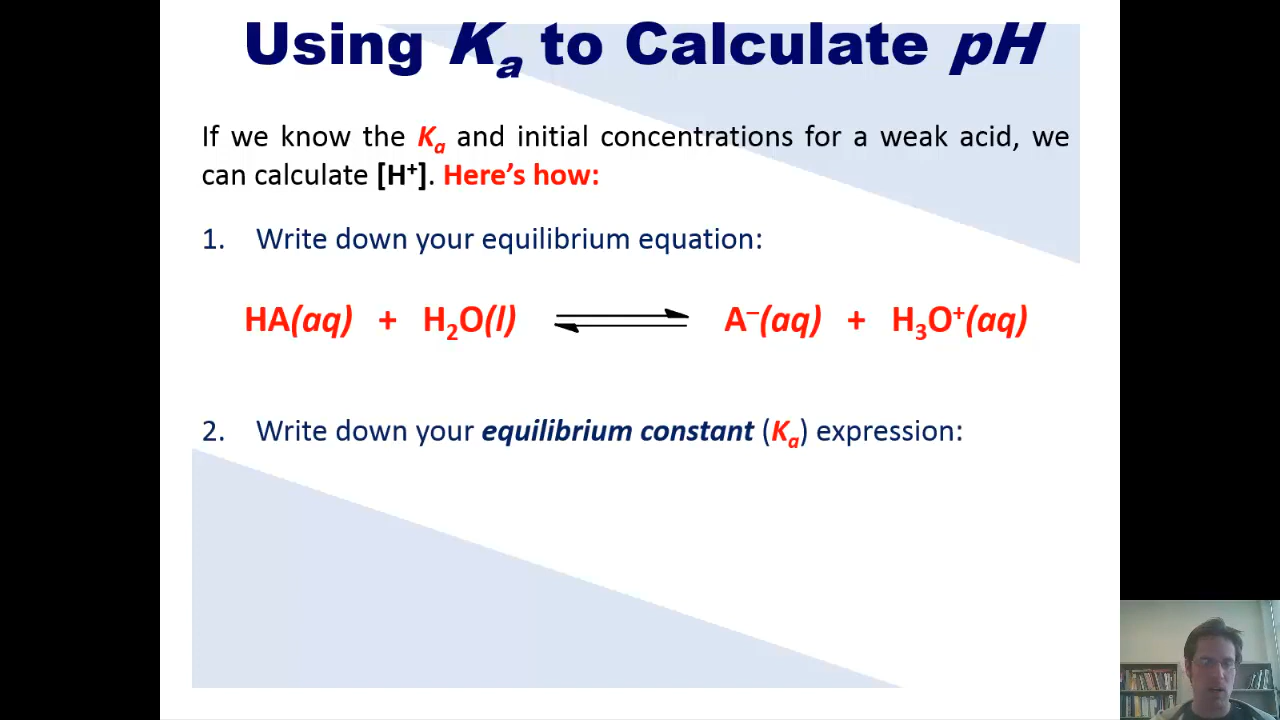 Using Kₐ to Calculate pH
If we know the Kₐ and initial concentrations for a weak acid, we
can calculate [H⁺]. Here’s how:
1. Write down your equilibrium equation:
HA(aq) + H₂O(l) ⇌ A⁻(aq) + H₃O⁺(aq)
2. Write down your equilibrium constant (Kₐ) expression: